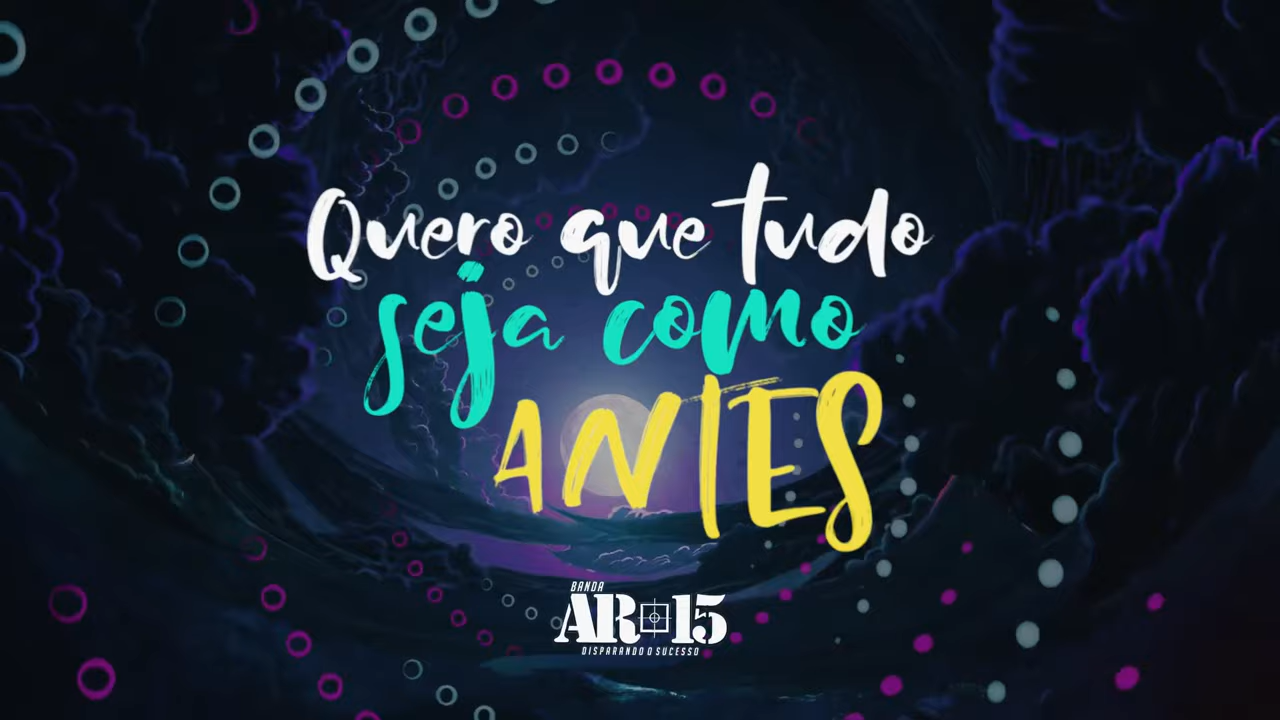 Quero que tudo
seja como
ANTES
BANDA
AR15
DISPARANDO O SUCESSO